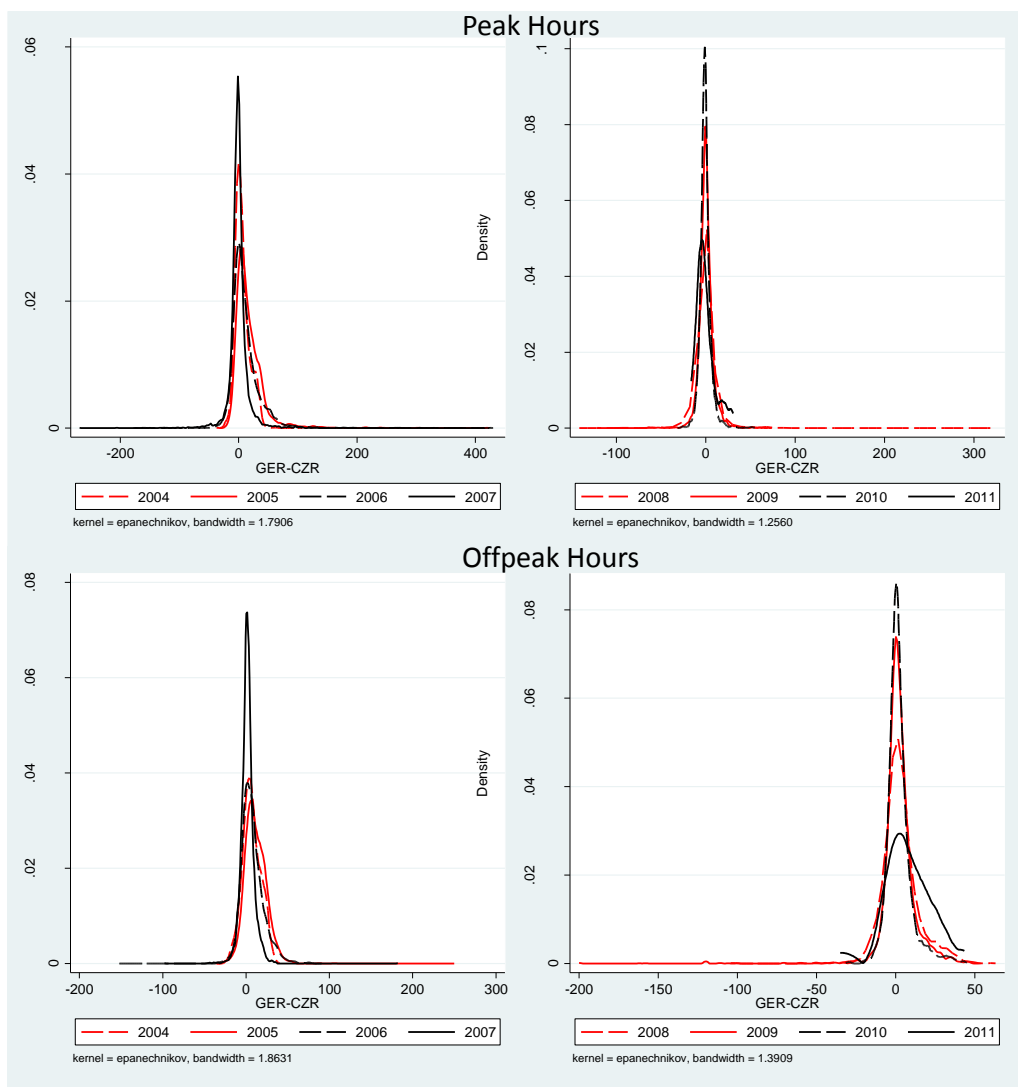 Peak Hours
.06
.04
.02
0
-200 0 200 400
GER-CZR
2004 2005 2006 2007
kernel = epanechnikov, bandwidth = 1.7906
Density
.1
.08
.06
.04
.02
0
-100 0 100 200 300
GER-CZR
2008 2009 2010 2011
kernel = epanechnikov, bandwidth = 1.2560
Offpeak Hours
.08
.06
.04
.02
0
-200 -100 0 100 200 300
GER-CZR
2004 2005 2006 2007
kernel = epanechnikov, bandwidth = 1.8631
Density
.08
.06
.04
.02
0
-200 -150 -100 -50 0 50
GER-CZR
2008 2009 2010 2011
kernel = epanechnikov, bandwidth = 1.3909